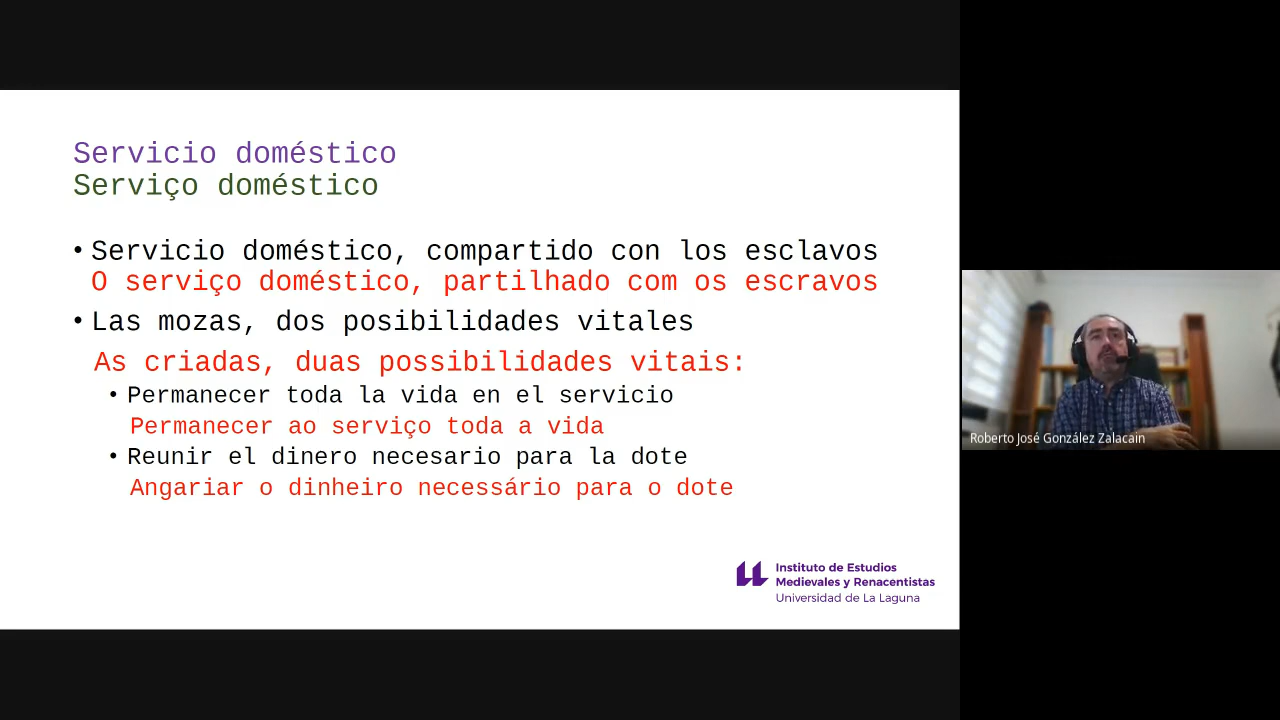 Servicio doméstico
Serviço doméstico
• Servicio doméstico, compartido con los esclavos
O serviço doméstico, partilhado com os escravos
• Las mozas, dos posibilidades vitales
As criadas, duas possibilidades vitais:
• Permanecer toda la vida en el servicio
Permanecer ao serviço toda a vida
• Reunir el dinero necesario para la dote
Angariar o dinheiro necessário para o dote
Instituto de Estudios
Medievales y Renacentistas
Universidad de La Laguna
Roberto José González Zalacain